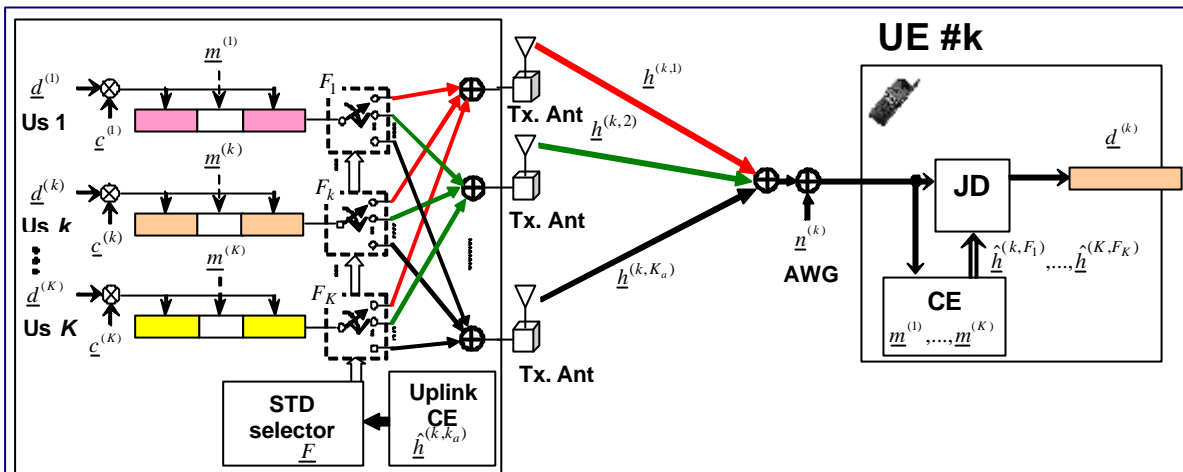 UE #k
m^(1)
d^(1)
Us 1
c^(1)
F_1
Tx. Ant
h^(k,1)
h^(k,2)
m^(k)
d^(k)
Us k
c^(k)
F_k
Tx. Ant
n^(k)
AWG
JD
d^(k)
ĥ^(k,F_1) ,..., ĥ^(K,F_K)
CE
m^(1) ,..., m^(K)
m^(K)
d^(K)
Us K
c^(K)
F_K
h^(k,K_a)
Tx. Ant
STD
selector
F
Uplink
CE
ĥ^(k,k_a)